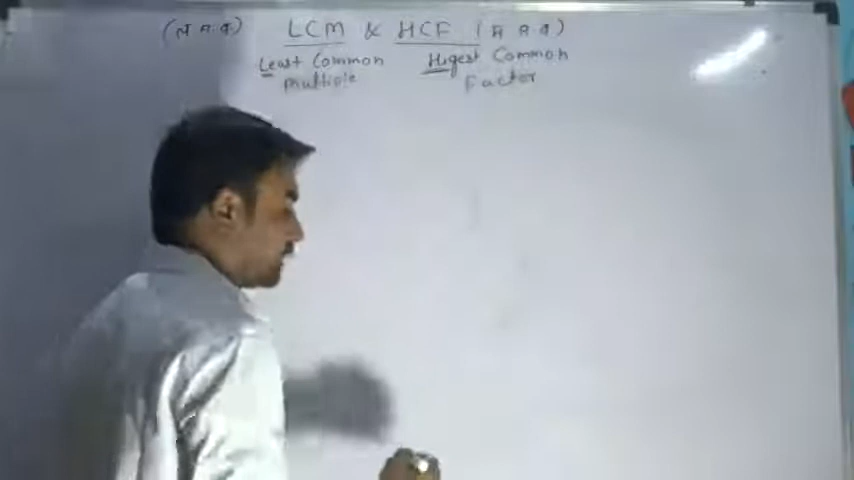 (ल.स.व.) LCM & HCF (म.स.व.)
Least Common Higest Common
multiple Factor